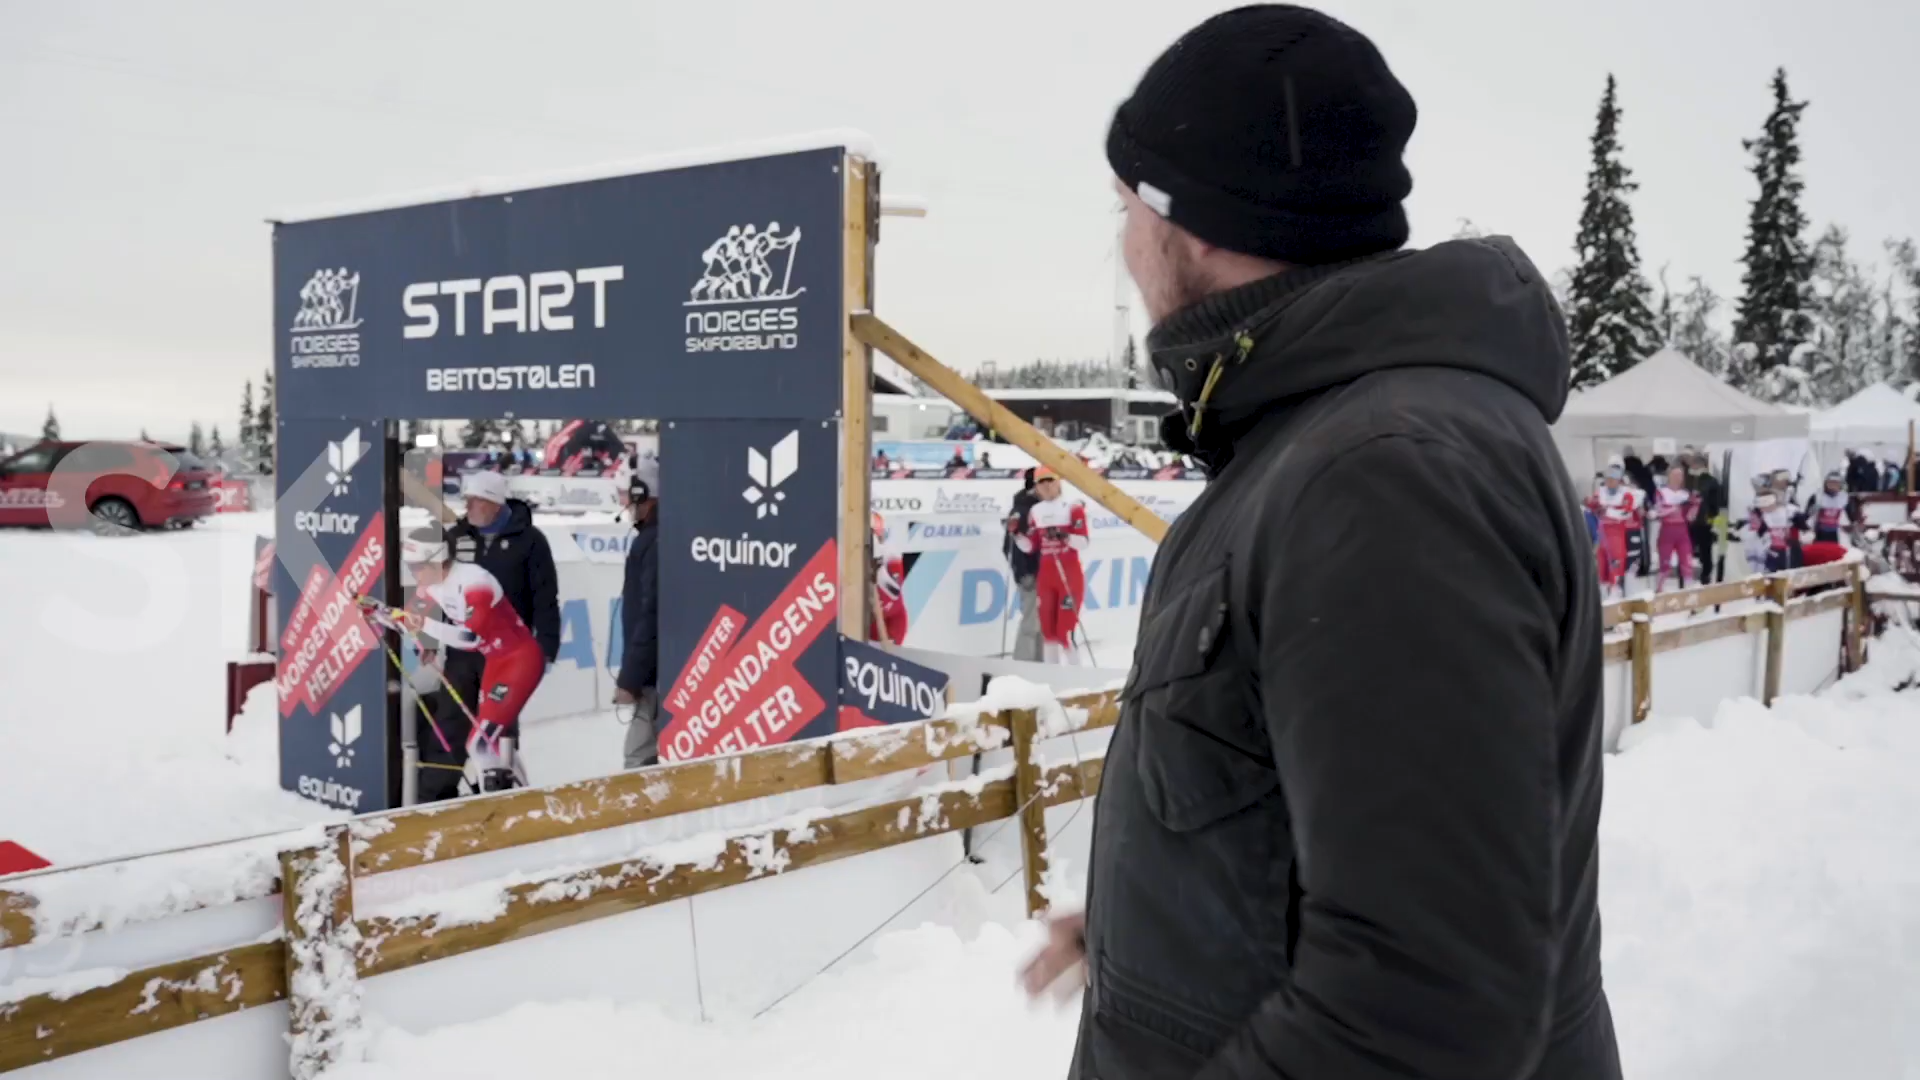 START
BEITOSTØLEN
NORGES
SKIFORBUND
NORGES
SKIFORBUND
equinor
VI STØTTER
MORGENDAGENS
HELTER
equinor
equinor
VI STØTTER
MORGENDAGENS
HELTER
equinor
VOLVO
DAIKIN
DAIKIN
SKI